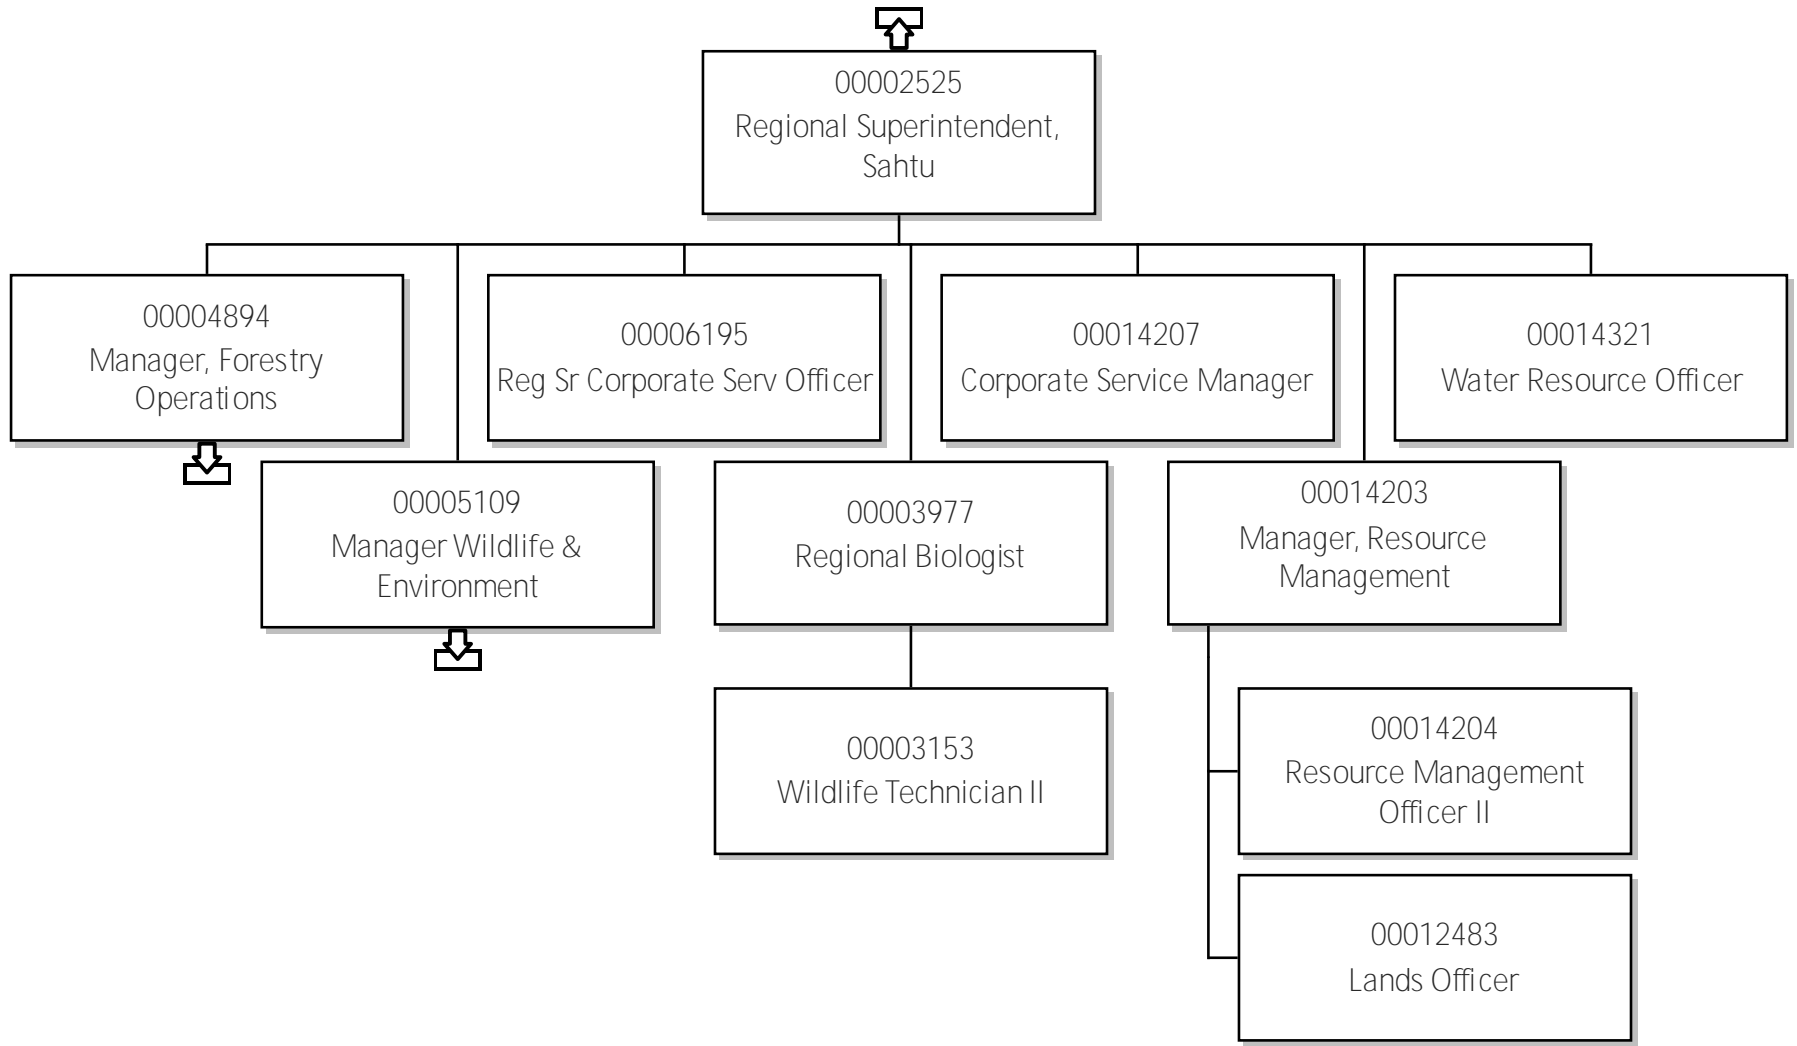 00002525
Regional Superintendent,
Sahtu
00004894
Manager, Forestry
Operations
00006195
Reg Sr Corporate Serv Officer
00014207
Corporate Service Manager
00014321
Water Resource Officer
00005109
Manager Wildlife &
Environment
00003977
Regional Biologist
00014203
Manager, Resource
Management
00003153
Wildlife Technician II
00014204
Resource Management
Officer II
00012483
Lands Officer